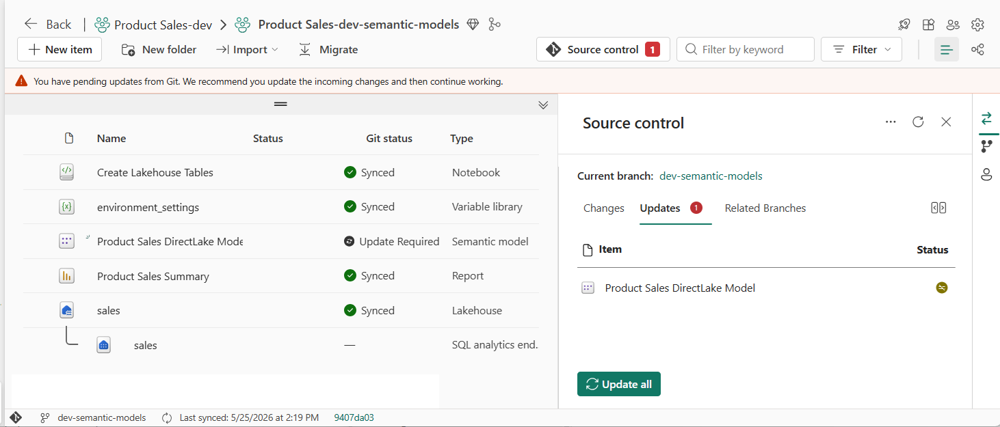 Back | Product Sales-dev > Product Sales-dev-semantic-models
New item New folder Import Migrate Source control 1 Filter by keyword Filter
You have pending updates from Git. We recommend you update the incoming changes and then continue working.
Name Status Git status Type
Create Lakehouse Tables Synced Notebook
environment_settings Synced Variable library
Product Sales DirectLake Mode Update Required Semantic model
Product Sales Summary Synced Report
sales Synced Lakehouse
sales — SQL analytics end.
Source control
Current branch: dev-semantic-models
Changes Updates 1 Related Branches
Item Status
Product Sales DirectLake Model
Update all
dev-semantic-models Last synced: 5/25/2026 at 2:19 PM 9407da03